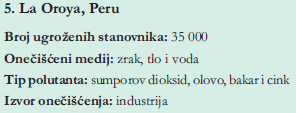 5. La Oroya, Peru
Broj ugroženih stanovnika: 35 000
Onečišćeni medij: zrak, tlo i voda
Tip polutanta: sumporov dioksid, olovo, bakar i cink
Izvor onečišćenja: industrija